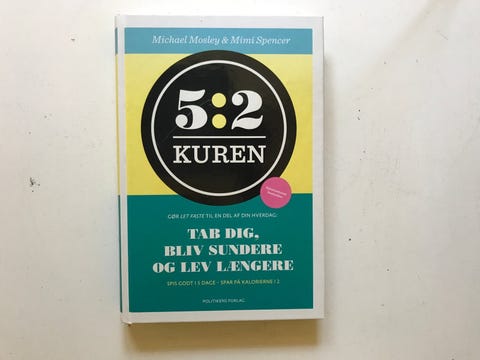 Michael Mosley & Mimi Spencer
5:2
KUREN
GØR LET FASTE TIL EN DEL AF DIN HVERDAG:
TAB DIG,
BLIV SUNDERE
OG LEV LÆNGERE
SPIS GODT I 5 DAGE - SPAR PÅ KALORIERNE I 2
POLITIKENS FORLAG